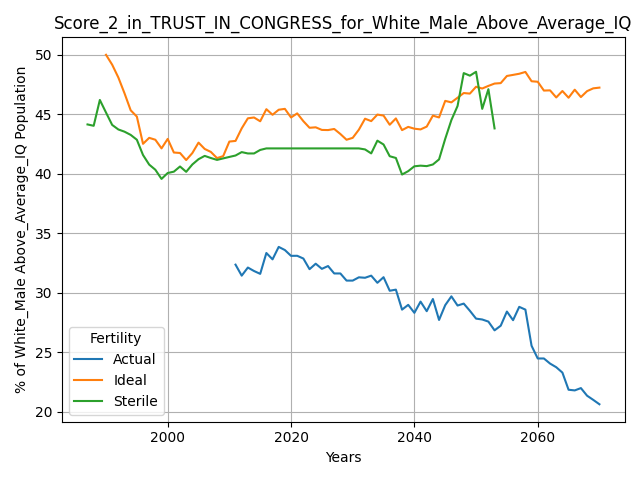 Score_2_in_TRUST_IN_CONGRESS_for_White_Male_Above_Average_IQ
% of White_Male Above_Average_IQ Population
50
45
40
35
30
25
20
Fertility
Actual
Ideal
Sterile
2000
2020
2040
2060
Years